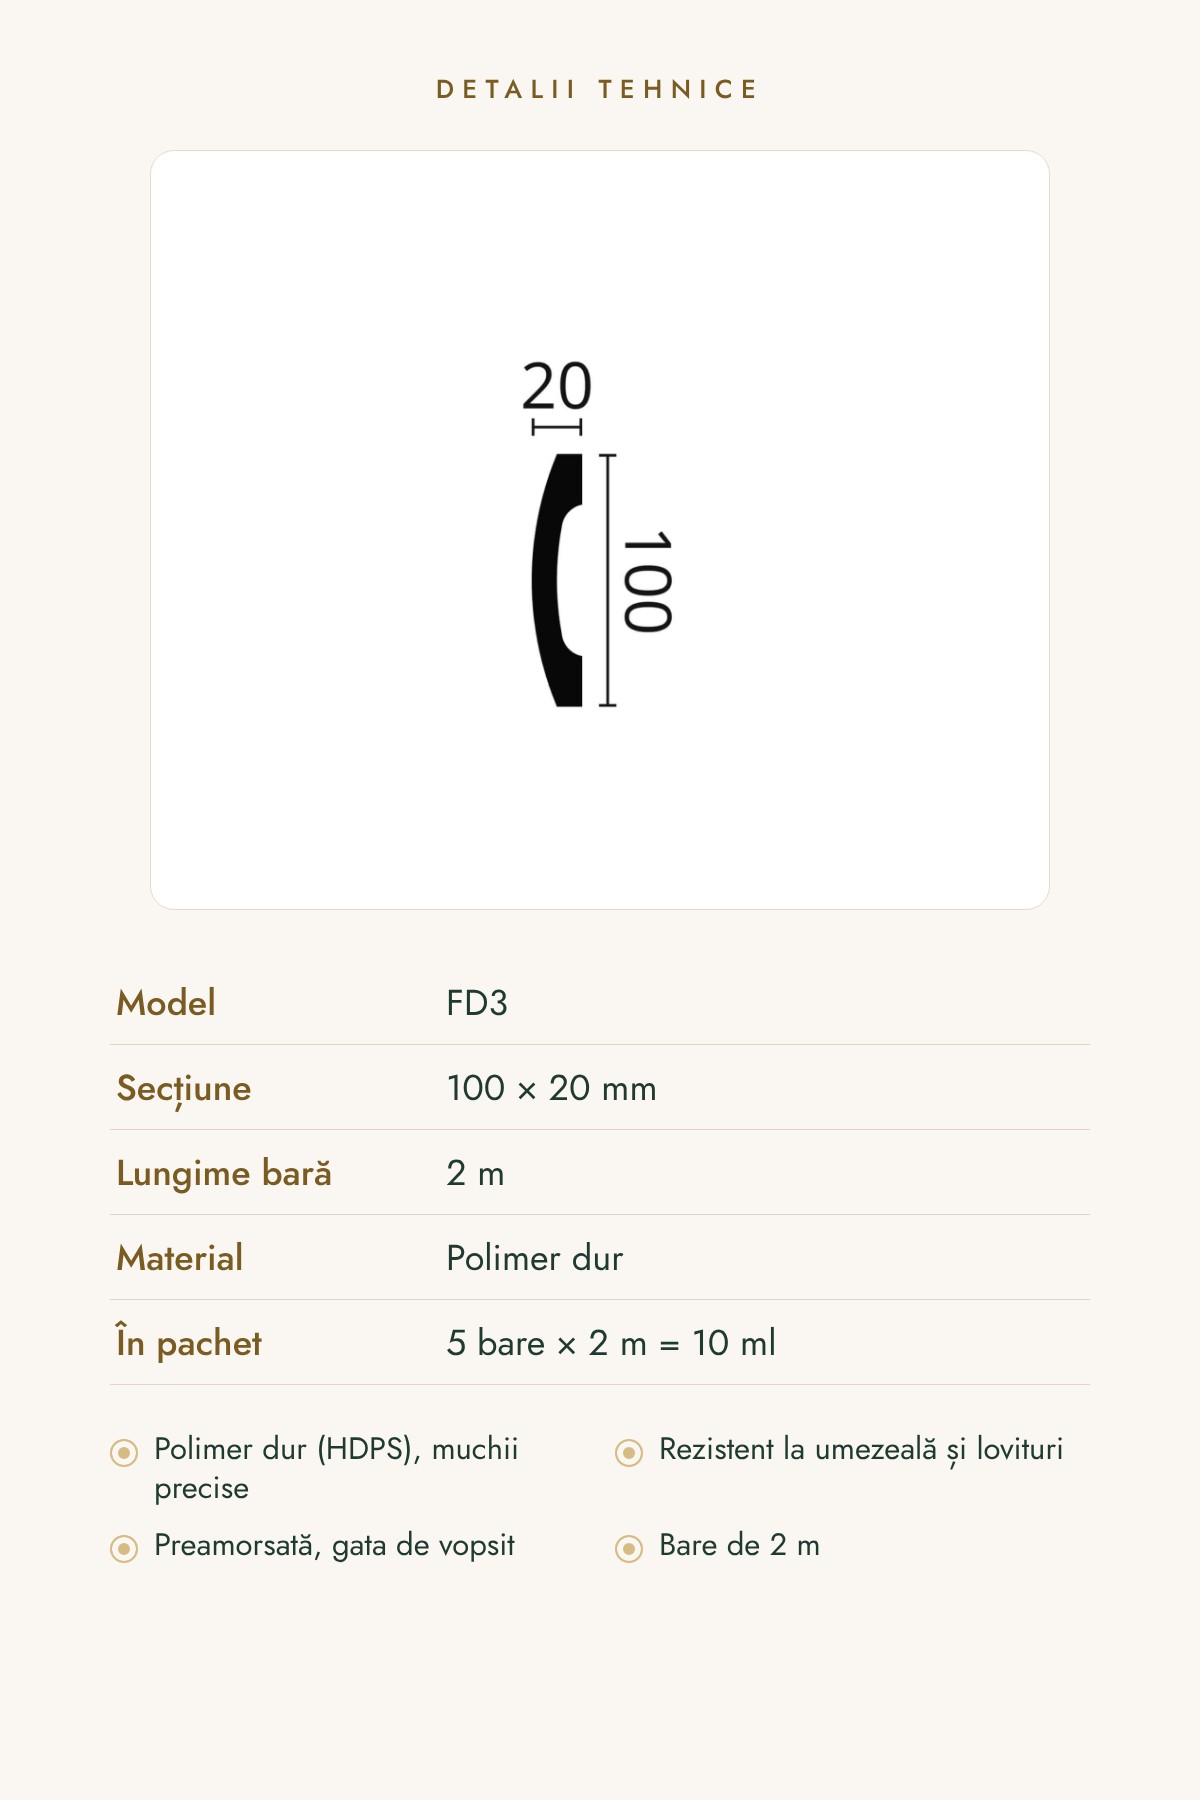 DETALII TEHNICE
20
100
Model FD3
Secțiune 100 × 20 mm
Lungime bară 2 m
Material Polimer dur
În pachet 5 bare × 2 m = 10 ml
Polimer dur (HDPS), muchii
precise
Rezistent la umezeală și lovituri
Preamorsată, gata de vopsit
Bare de 2 m